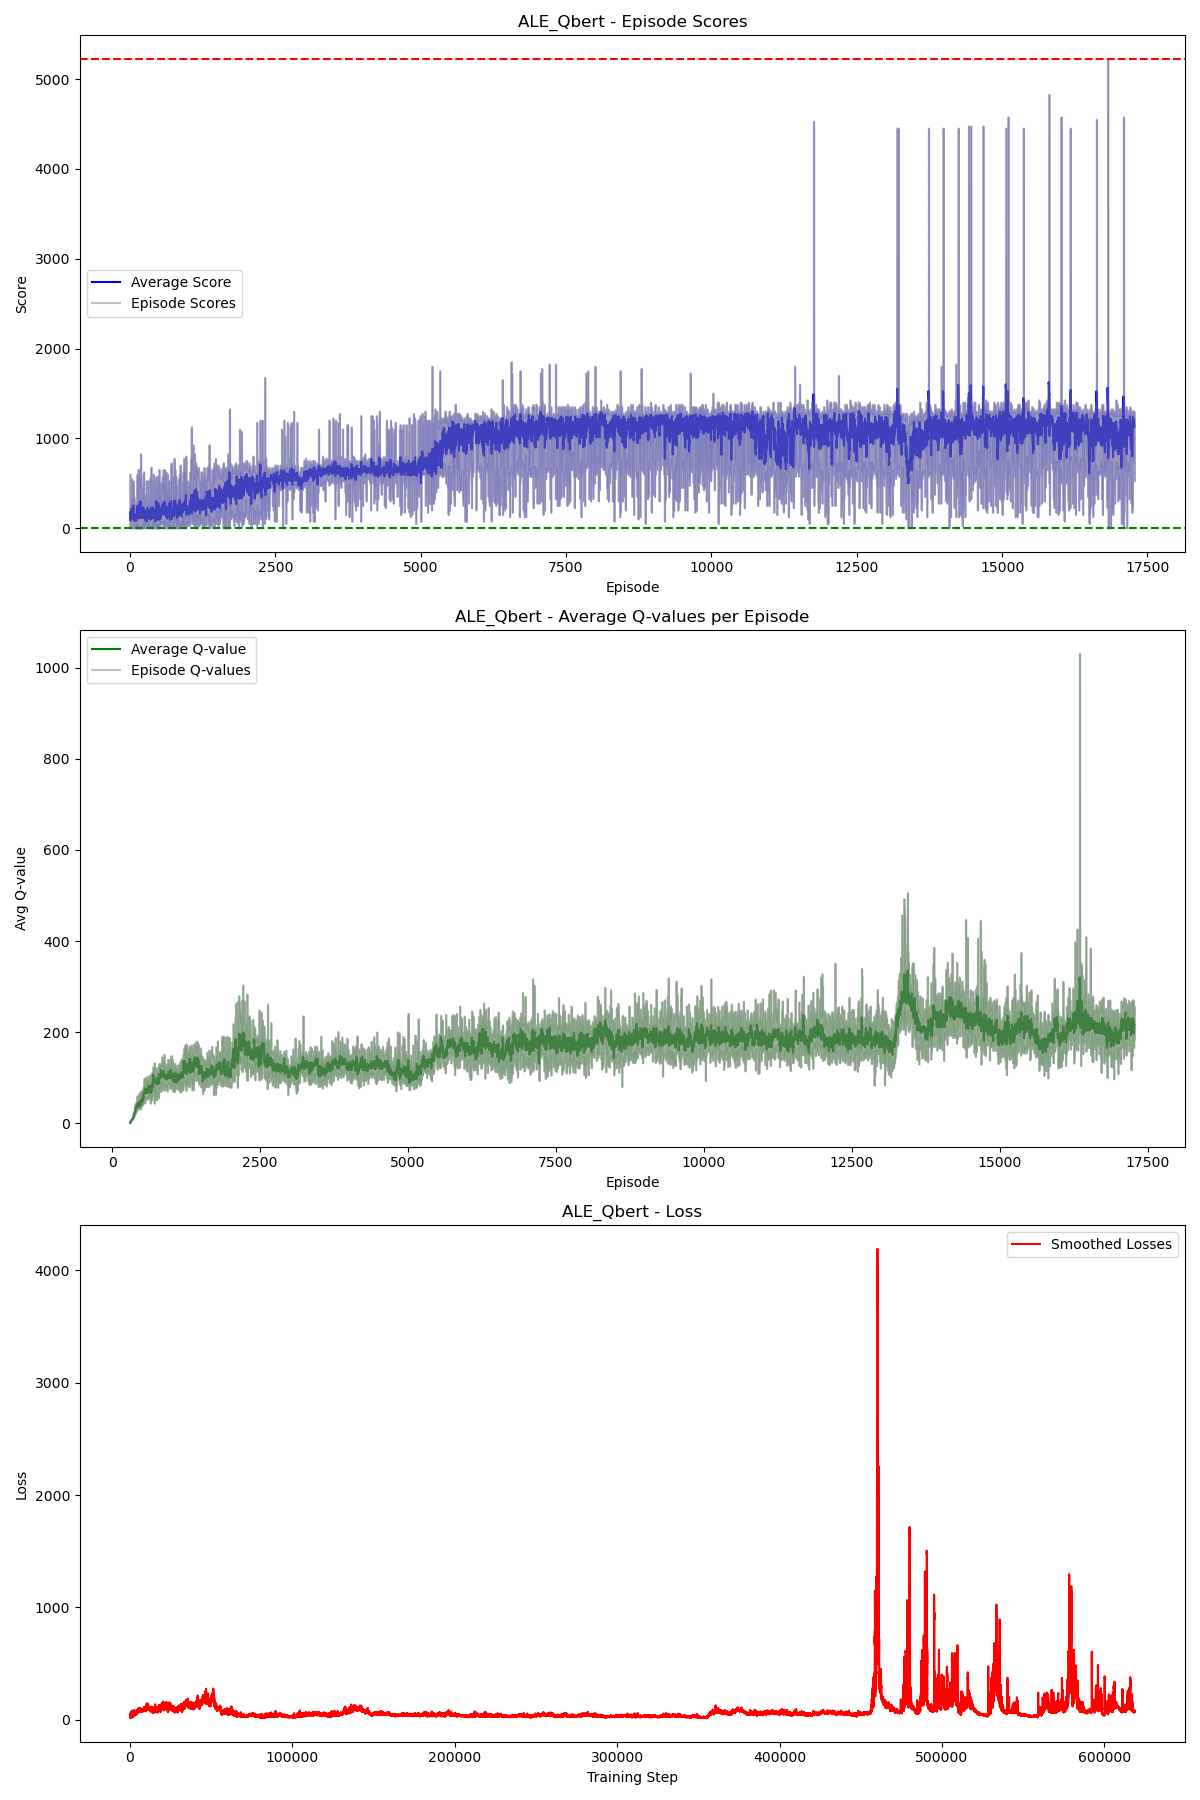 ALE_Qbert - Episode Scores
Score
5000
4000
3000
2000
1000
0
Average Score
Episode Scores
0 2500 5000 7500 10000 12500 15000 17500
Episode
ALE_Qbert - Average Q-values per Episode
Avg Q-value
1000
800
600
400
200
0
Average Q-value
Episode Q-values
0 2500 5000 7500 10000 12500 15000 17500
Episode
ALE_Qbert - Loss
Loss
4000
3000
2000
1000
0
Smoothed Losses
0 100000 200000 300000 400000 500000 600000
Training Step